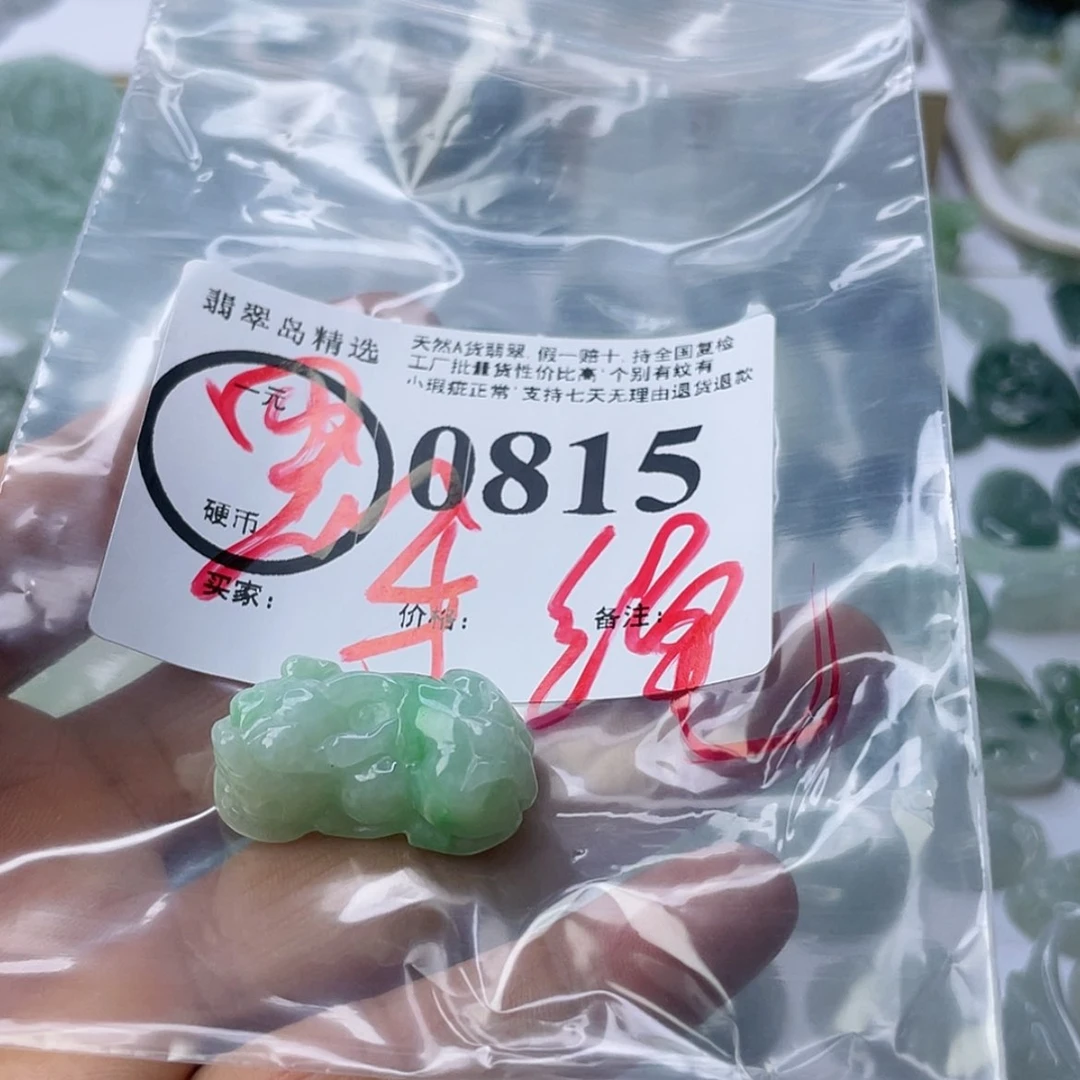 翡翠岛精选
天然A货翡翠,假一赔十,持全国复检
工厂批量货性价比高,个别有纹有
小瑕疵正常,支持七天无理由退货退款
一元
硬币
0815
买家:
价格:
备注: